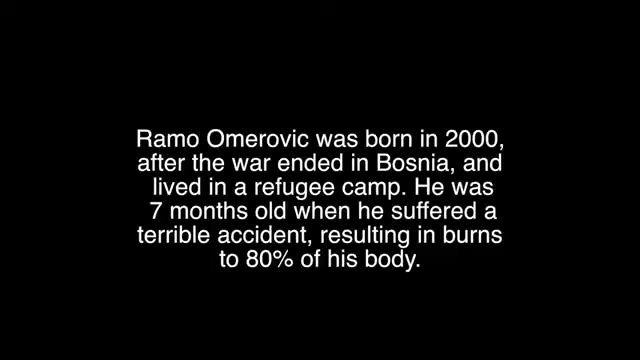 Ramo Omerovic was born in 2000,
after the war ended in Bosnia, and
lived in a refugee camp. He was
7 months old when he suffered a
terrible accident, resulting in burns
to 80% of his body.